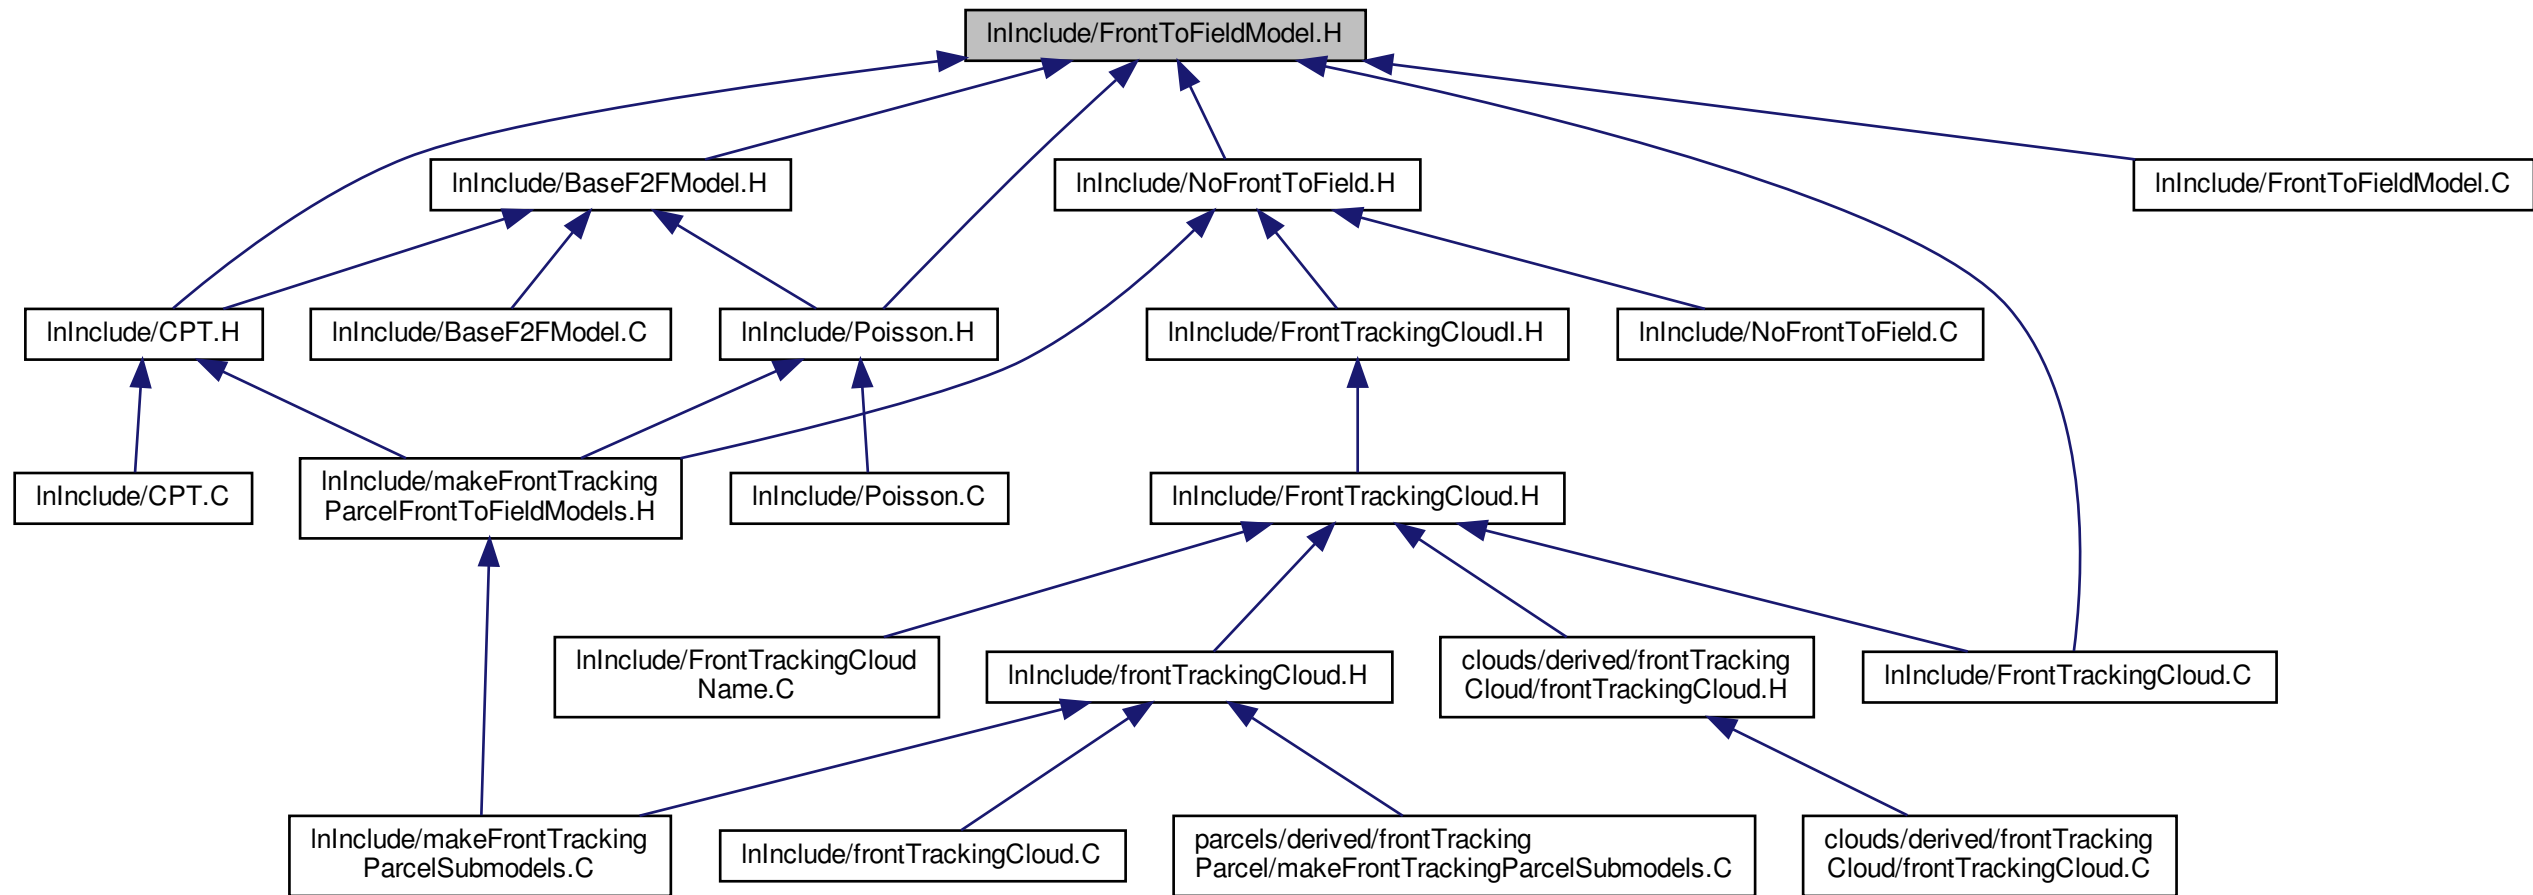 lnInclude/FrontToFieldModel.H
lnInclude/BaseF2FModel.H
lnInclude/NoFrontToField.H
lnInclude/FrontToFieldModel.C
lnInclude/CPT.H
lnInclude/BaseF2FModel.C
lnInclude/Poisson.H
lnInclude/FrontTrackingCloudI.H
lnInclude/NoFrontToField.C
lnInclude/CPT.C
lnInclude/makeFrontTracking
ParcelFrontToFieldModels.H
lnInclude/Poisson.C
lnInclude/FrontTrackingCloud.H
lnInclude/FrontTrackingCloud
Name.C
lnInclude/frontTrackingCloud.H
clouds/derived/frontTracking
Cloud/frontTrackingCloud.H
lnInclude/FrontTrackingCloud.C
lnInclude/makeFrontTracking
ParcelSubmodels.C
lnInclude/frontTrackingCloud.C
parcels/derived/frontTracking
Parcel/makeFrontTrackingParcelSubmodels.C
clouds/derived/frontTracking
Cloud/frontTrackingCloud.C